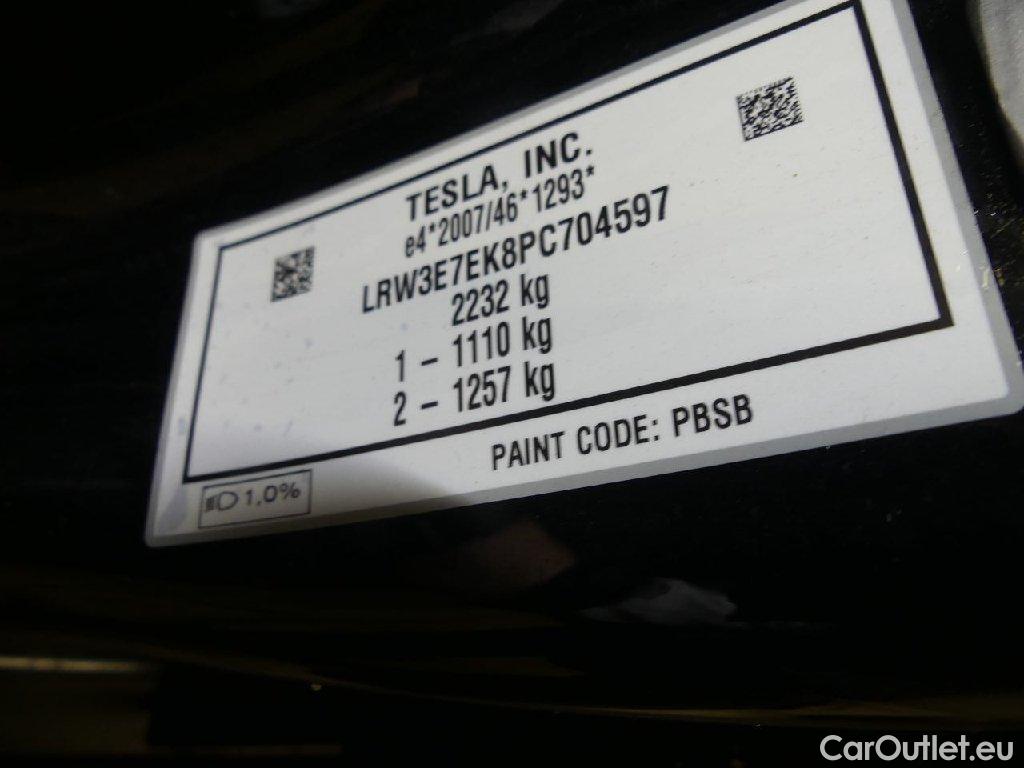 TESLA, INC.
e4*2007/46*1293*
LRW3E7EK8PC704597
2232 kg
1 – 1110 kg
2 – 1257 kg
PAINT CODE: PBSB
1,0%
CarOutlet.eu